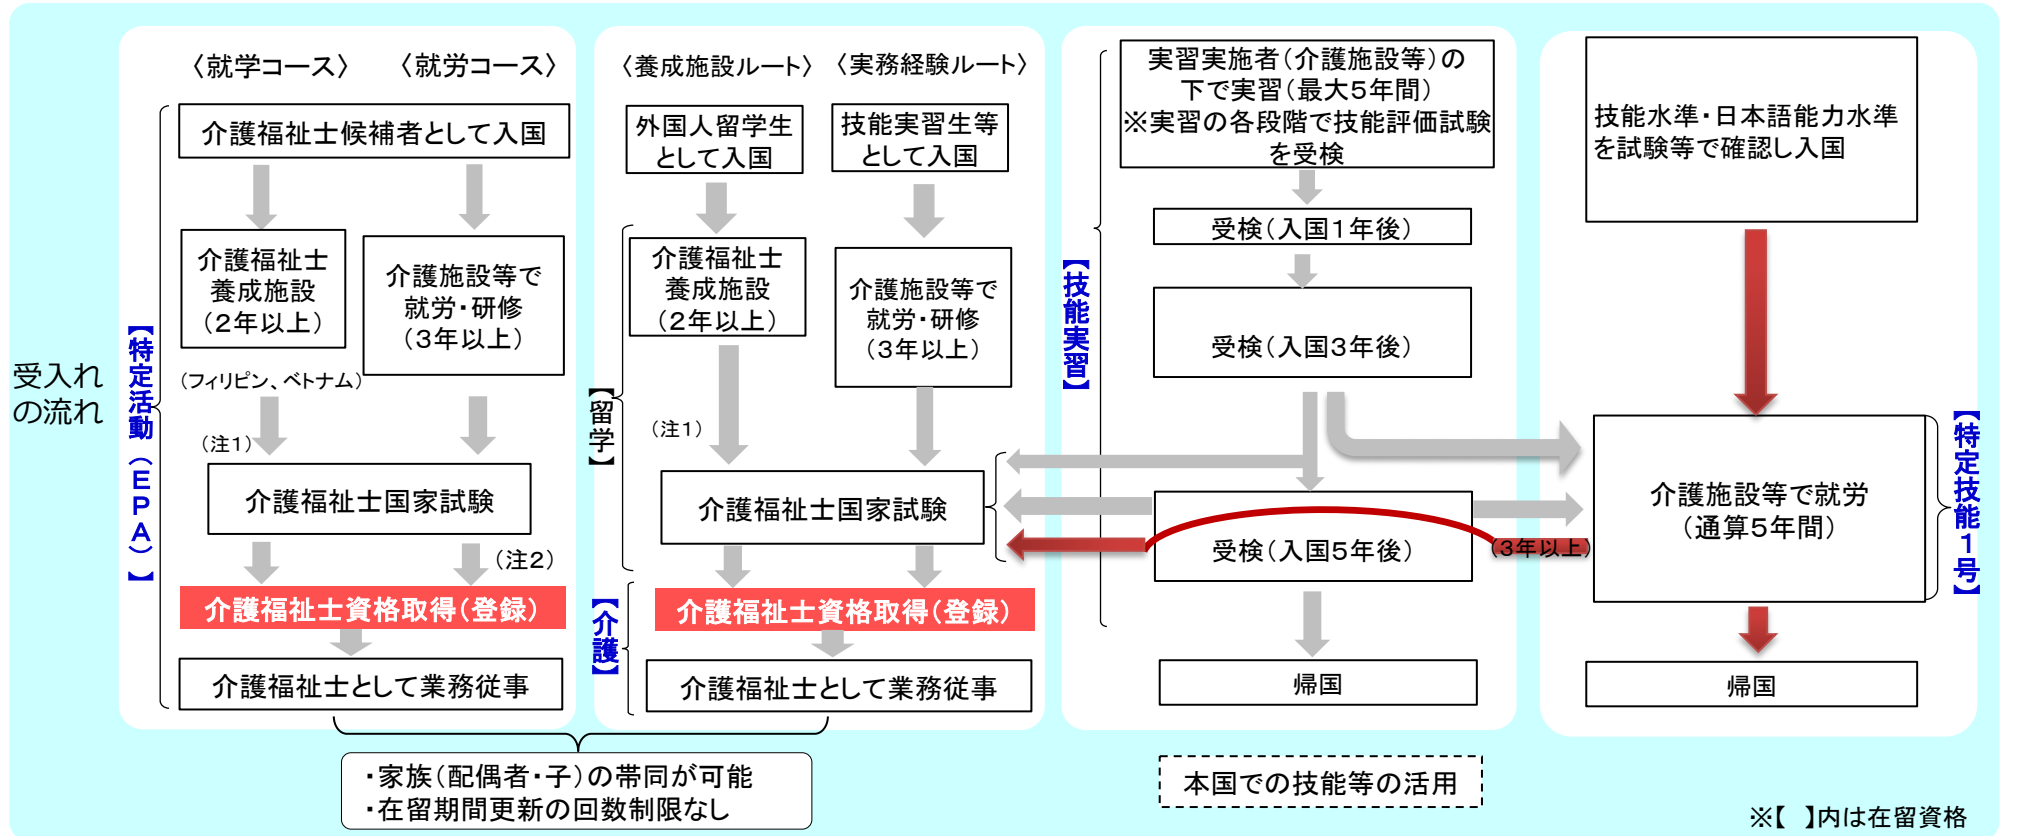 受入れ
の流れ
【特定活動（ＥＰＡ）】
〈就学コース〉
〈就労コース〉
介護福祉士候補者として入国
介護福祉士
養成施設
（２年以上）
（フィリピン、ベトナム）
介護施設等で
就労・研修
（３年以上）
（注１）
介護福祉士国家試験
（注２）
介護福祉士資格取得（登録）
介護福祉士として業務従事
〈養成施設ルート〉
〈実務経験ルート〉
外国人留学生
として入国
技能実習生等
として入国
【留学】
介護福祉士
養成施設
（２年以上）
介護施設等で
就労・研修
（３年以上）
（注１）
介護福祉士国家試験
【介護】
介護福祉士資格取得（登録）
介護福祉士として業務従事
・家族（配偶者・子）の帯同が可能
・在留期間更新の回数制限なし
【技能実習】
実習実施者（介護施設等）の
下で実習（最大５年間）
※実習の各段階で技能評価試験
を受検
受検（入国１年後）
受検（入国３年後）
受検（入国５年後）
帰国
本国での技能等の活用
技能水準・日本語能力水準
を試験等で確認し入国
（３年以上）
介護施設等で就労
（通算５年間）
【特定技能１号】
帰国
※【　】内は在留資格